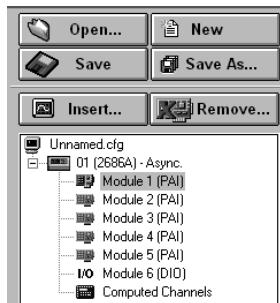 Open... New
Save Save As...
Insert... Remove...
Unnamed.cfg
01 (2686A) - Async.
Module 1 (PAI)
Module 2 (PAI)
Module 3 (PAI)
Module 4 (PAI)
Module 5 (PAI)
I/O Module 6 (DIO)
Computed Channels